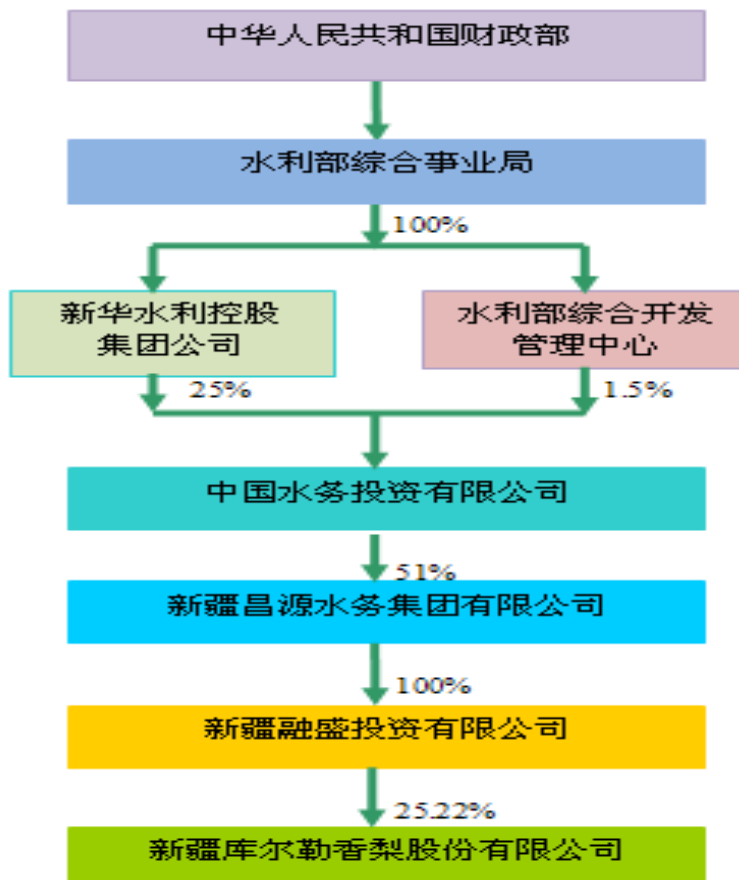 中华人民共和国财政部
水利部综合事业局
100%
新华水利控股
集团公司
水利部综合开发
管理中心
25%
1.5%
中国水务投资有限公司
51%
新疆昌源水务集团有限公司
100%
新疆融盛投资有限公司
25.22%
新疆库尔勒香梨股份有限公司